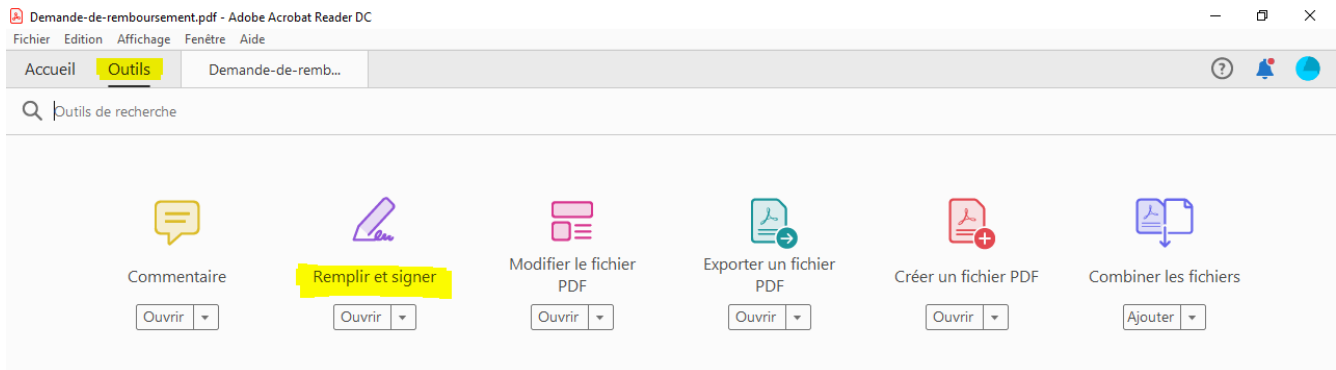 Demande-de-remboursement.pdf - Adobe Acrobat Reader DC
Fichier Edition Affichage Fenêtre Aide
Accueil Outils Demande-de-remb...
Outils de recherche
Commentaire
Remplir et signer
Modifier le fichier
PDF
Exporter un fichier
PDF
Créer un fichier PDF
Combiner les fichiers
Ouvrir Ouvrir Ouvrir Ouvrir Ouvrir Ajouter